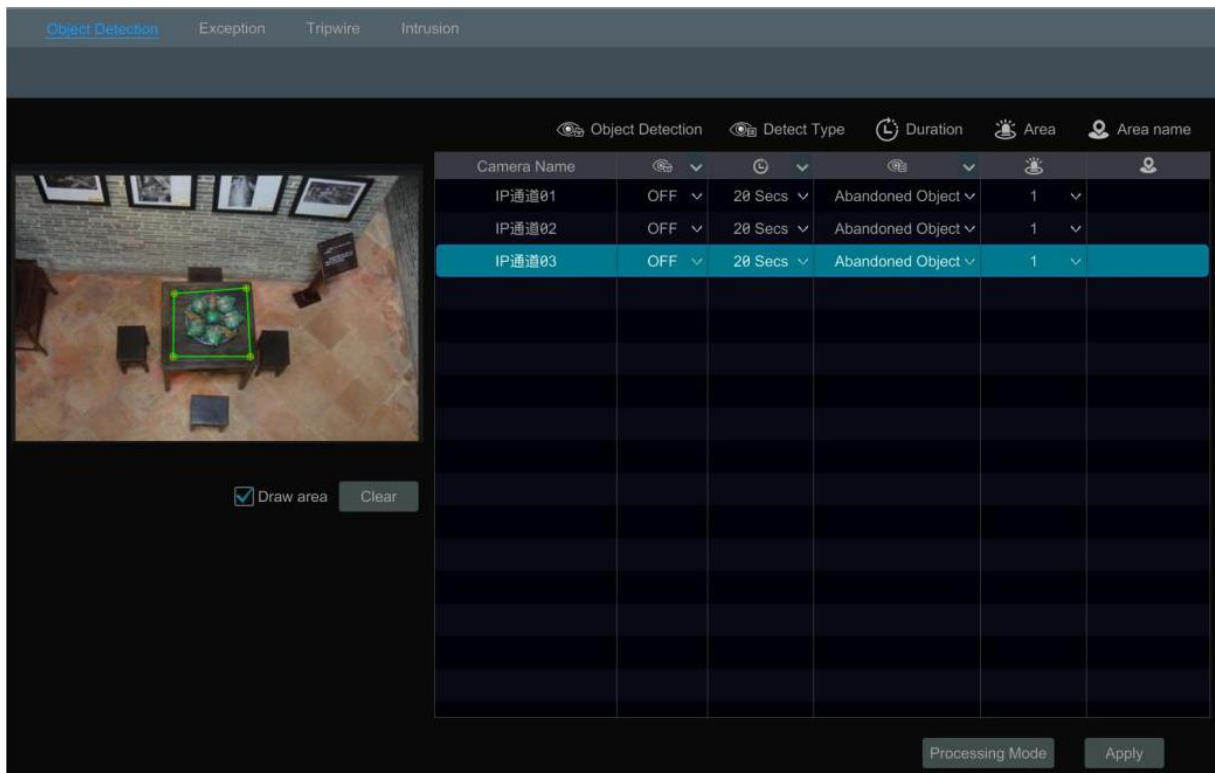 Object Detection Exception Tripwire Intrusion
Object Detection Detect Type Duration Area Area name
Camera Name
IP通道01 OFF 20 Secs Abandoned Object 1
IP通道02 OFF 20 Secs Abandoned Object 1
IP通道03 OFF 20 Secs Abandoned Object 1
Draw area Clear
Processing Mode Apply